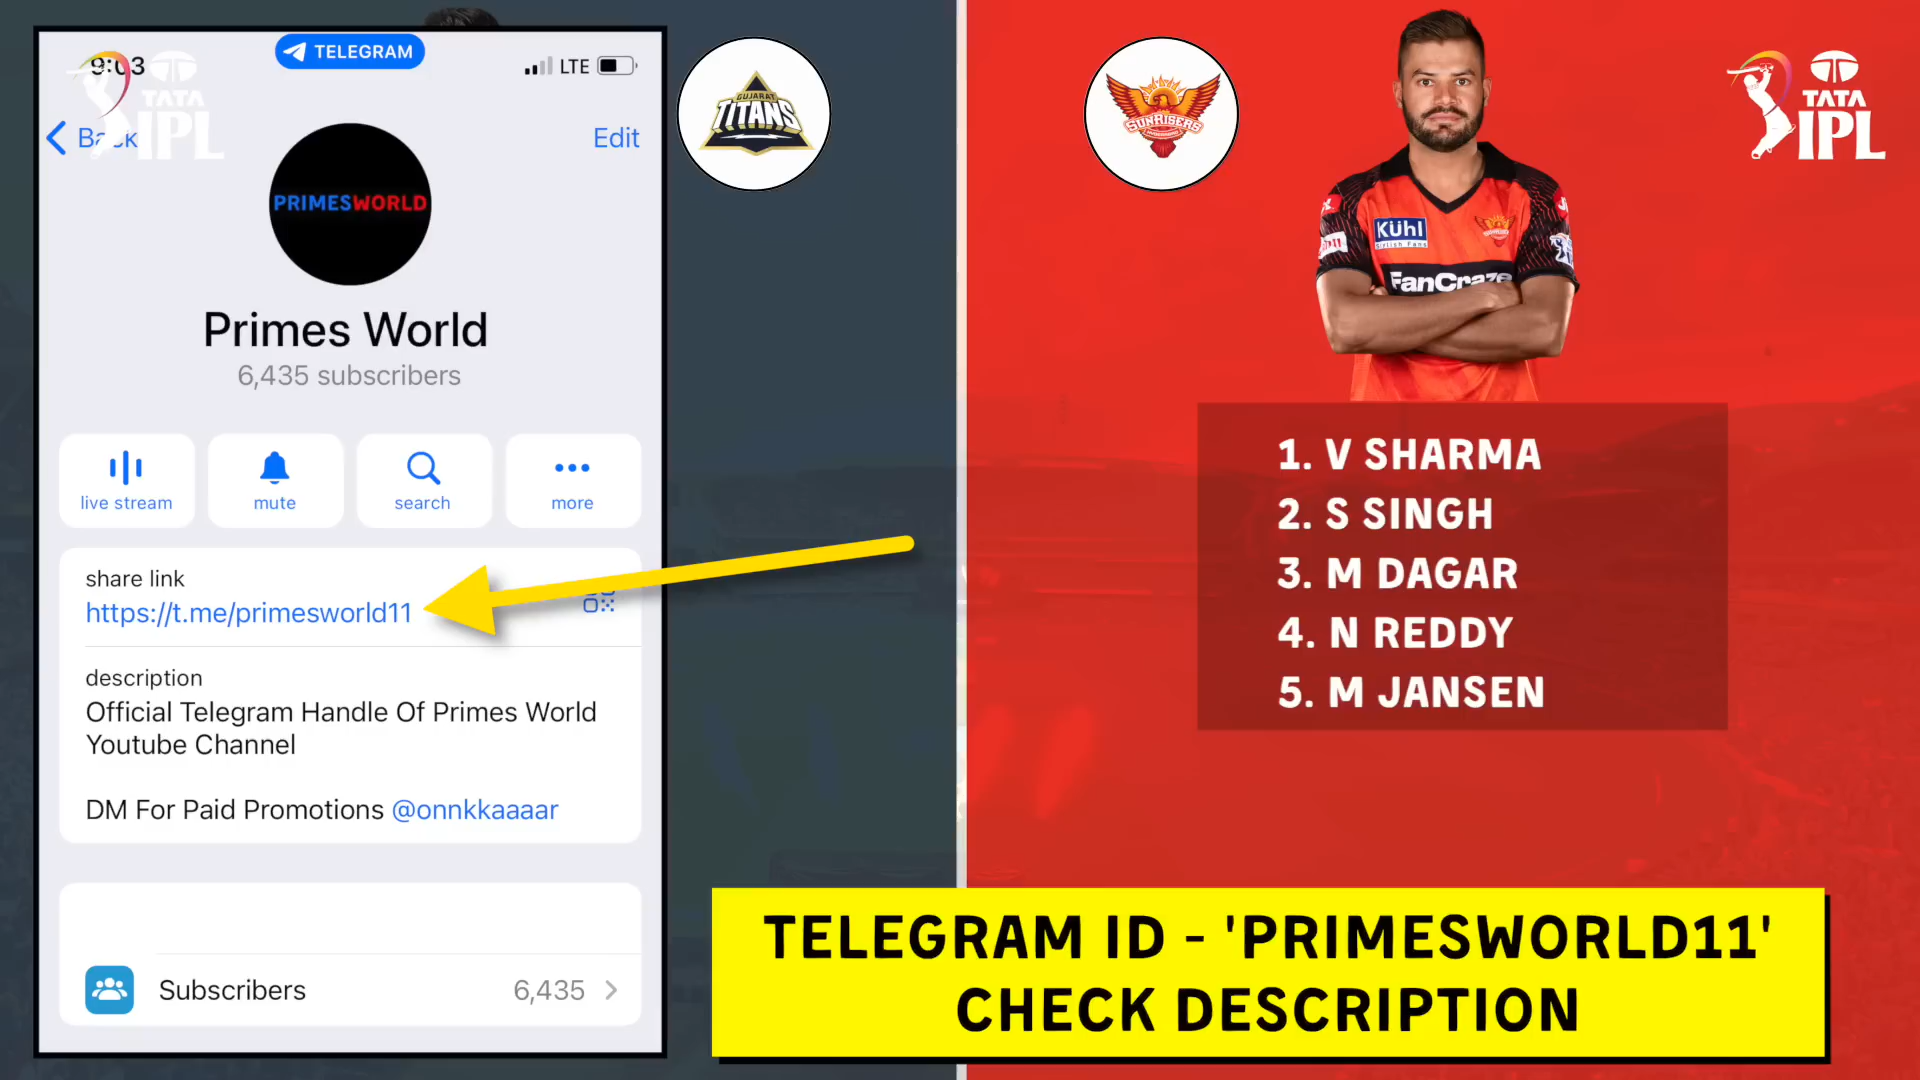 9:03
TELEGRAM
LTE
TATA
IPL
Back
Edit
PRIMESWORLD
Primes World
6,435 subscribers
live stream
mute
search
more
share link
https://t.me/primesworld11
description
Official Telegram Handle Of Primes World
Youtube Channel
DM For Paid Promotions @onnkkaaaar
Subscribers
6,435
GUJARAT
TITANS
SUNRISERS
KÜHL
Stylish Fans
FanCraze
TATA
IPL
1. V SHARMA
2. S SINGH
3. M DAGAR
4. N REDDY
5. M JANSEN
TELEGRAM ID - 'PRIMESWORLD11'
CHECK DESCRIPTION